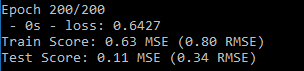 Epoch 200/200
 - 0s - loss: 0.6427
Train Score: 0.63 MSE (0.80 RMSE)
Test Score: 0.11 MSE (0.34 RMSE)